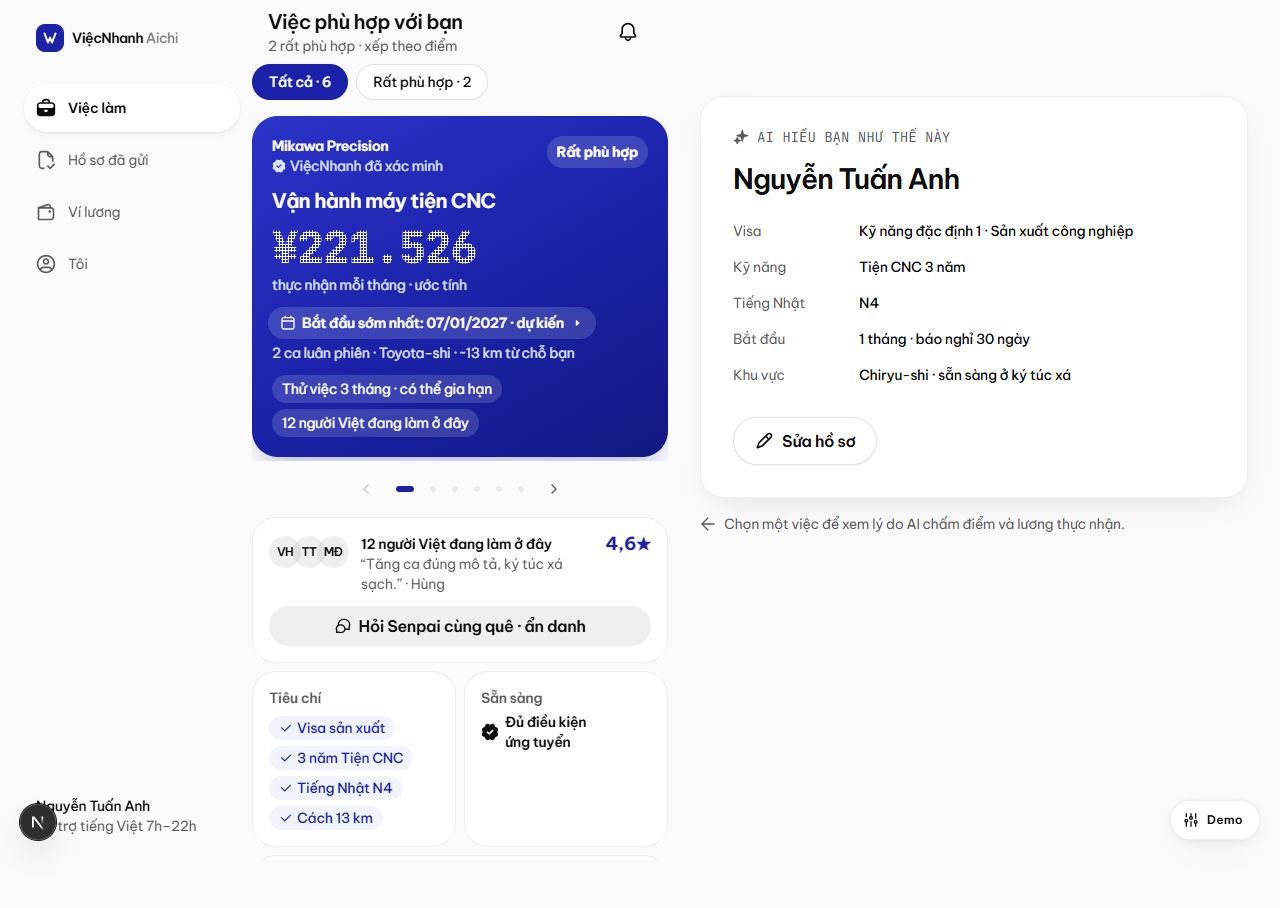 ViệcNhanh Aichi
Việc làm
Hồ sơ đã gửi
Ví lương
Tôi
Nguyễn Tuấn Anh
trợ tiếng Việt 7h–22h
N
Việc phù hợp với bạn
2 rất phù hợp · xếp theo điểm
Tất cả · 6
Rất phù hợp · 2
Mikawa Precision
ViệcNhanh đã xác minh
Rất phù hợp
Vận hành máy tiện CNC
¥221.526
thực nhận mỗi tháng · ước tính
Bắt đầu sớm nhất: 07/01/2027 · dự kiến
2 ca luân phiên · Toyota-shi · ~13 km từ chỗ bạn
Thử việc 3 tháng · có thể gia hạn
12 người Việt đang làm ở đây
VH TT MĐ
12 người Việt đang làm ở đây
4,6★
“Tăng ca đúng mô tả, ký túc xá
sạch.” · Hùng
Hỏi Senpai cùng quê · ẩn danh
Tiêu chí
Visa sản xuất
3 năm Tiện CNC
Tiếng Nhật N4
Cách 13 km
Sẵn sàng
Đủ điều kiện
ứng tuyển
AI HIỂU BẠN NHƯ THẾ NÀY
Nguyễn Tuấn Anh
Visa Kỹ năng đặc định 1 · Sản xuất công nghiệp
Kỹ năng Tiện CNC 3 năm
Tiếng Nhật N4
Bắt đầu 1 tháng · báo nghỉ 30 ngày
Khu vực Chiryu-shi · sẵn sàng ở ký túc xá
Sửa hồ sơ
Chọn một việc để xem lý do AI chấm điểm và lương thực nhận.
Demo